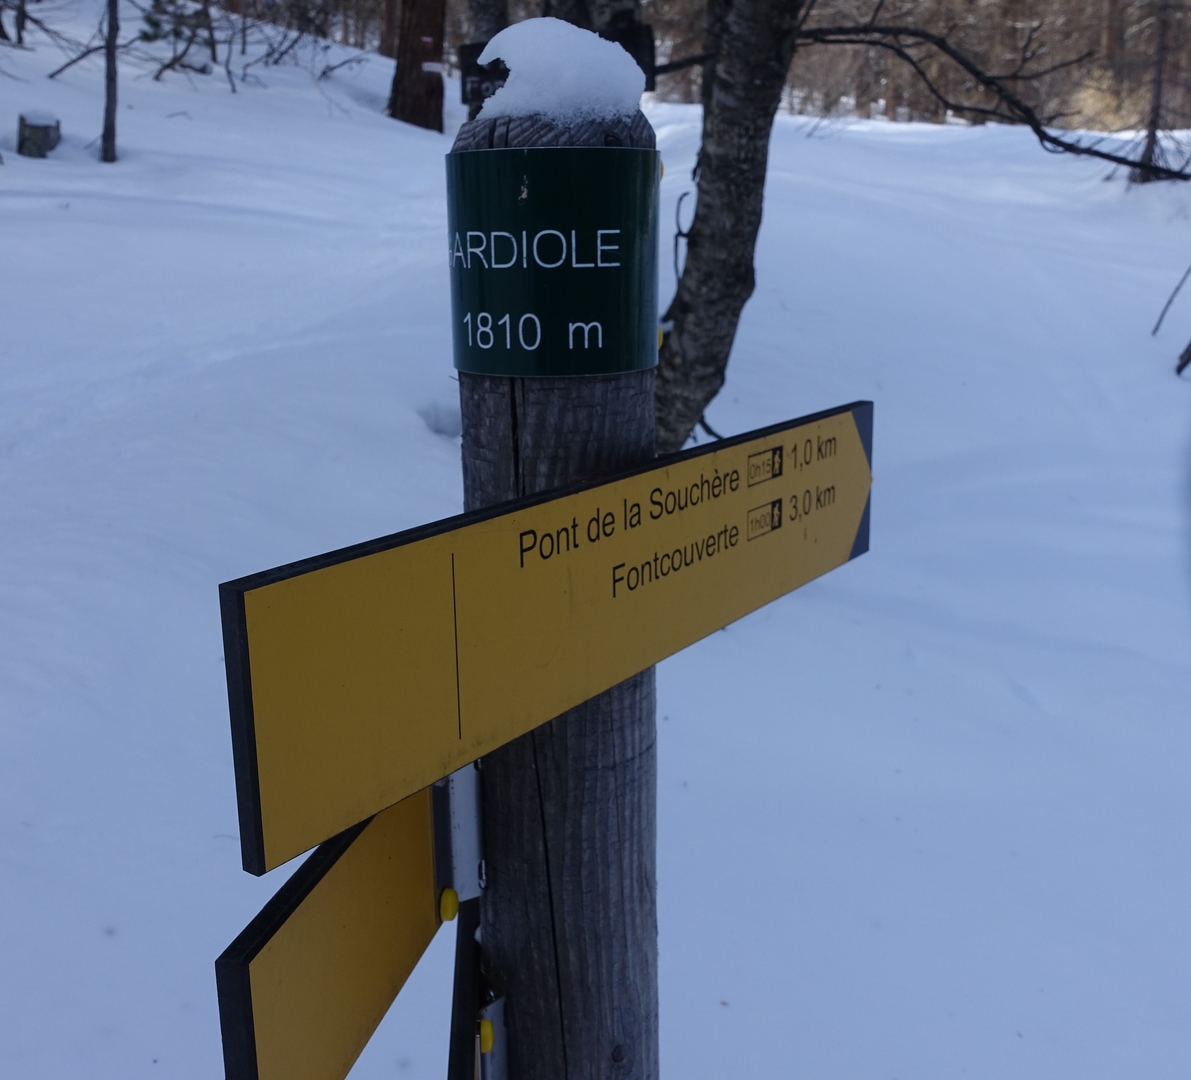 ARDIOLE
1810 m
Pont de la Souchère 0h15 1,0 km
Fontcouverte 1h00 3,0 km